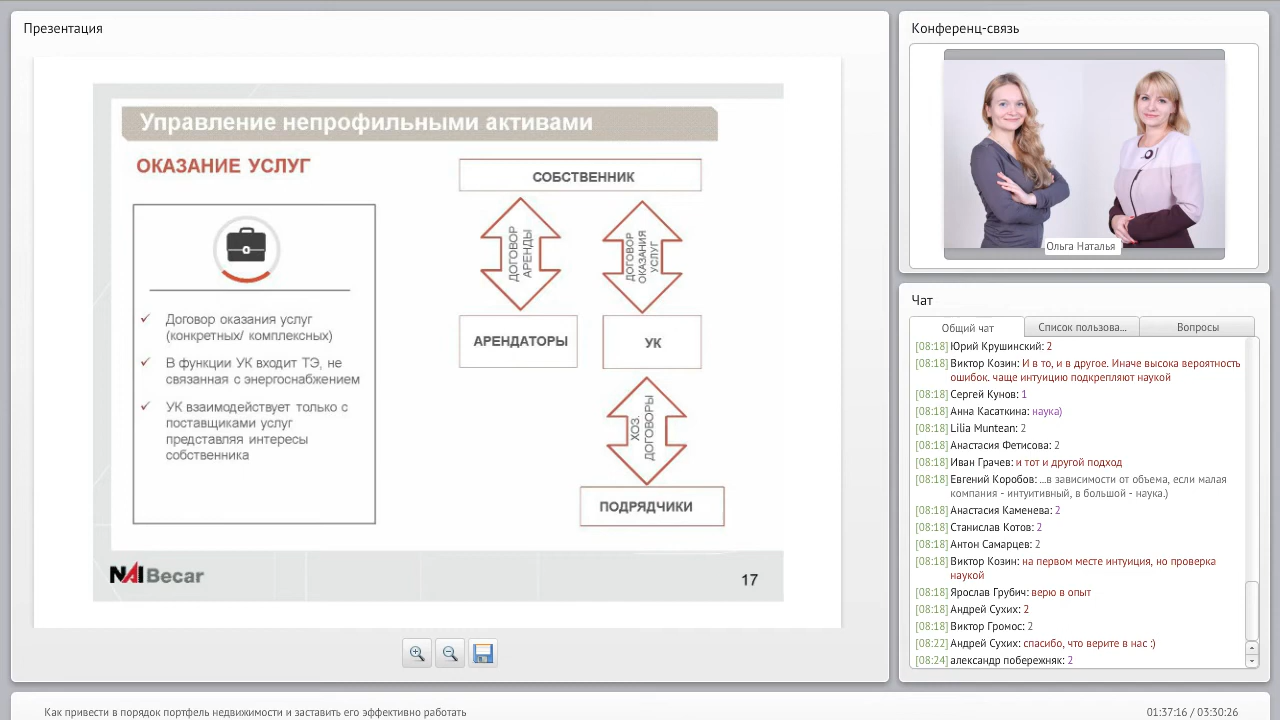 Презентация
Управление непрофильными активами
ОКАЗАНИЕ УСЛУГ
Договор оказания услуг
(конкретных/ комплексных)
В функции УК входит ТЭ, не
связанная с энергоснабжением
УК взаимодействует только с
поставщиками услуг
представляя интересы
собственника
СОБСТВЕННИК
ДОГОВОР
АРЕНДЫ
ДОГОВОР
ОКАЗАНИЯ
УСЛУГ
АРЕНДАТОРЫ
УК
ХОЗ.
ДОГОВОРЫ
ПОДРЯДЧИКИ
NAI Becar
17
Конференц-связь
Ольга Наталья
Чат
Общий чат
Список пользова...
Вопросы
[08:18] Юрий Крушинский: 2
[08:18] Виктор Козин: И в то, и в другое. Иначе высока вероятность
ошибок. чаще интуицию подкрепляют наукой
[08:18] Сергей Кунов: 1
[08:18] Анна Касаткина: наука)
[08:18] Lilia Muntean: 2
[08:18] Анастасия Фетисова: 2
[08:18] Иван Грачев: и тот и другой подход
[08:18] Евгений Коробов: ...в зависимости от объема, если малая
компания - интуитивный, в большой - наука.)
[08:18] Анастасия Каменева: 2
[08:18] Станислав Котов: 2
[08:18] Антон Самарцев: 2
[08:18] Виктор Козин: на первом месте интуиция, но проверка
наукой
[08:18] Ярослав Грубич: верю в опыт
[08:18] Андрей Сухих: 2
[08:18] Виктор Громос: 2
[08:22] Андрей Сухих: спасибо, что верите в нас :)
[08:24] александр побережняк: 2
Как привести в порядок портфель недвижимости и заставить его эффективно работать
01:37:16 / 03:30:26